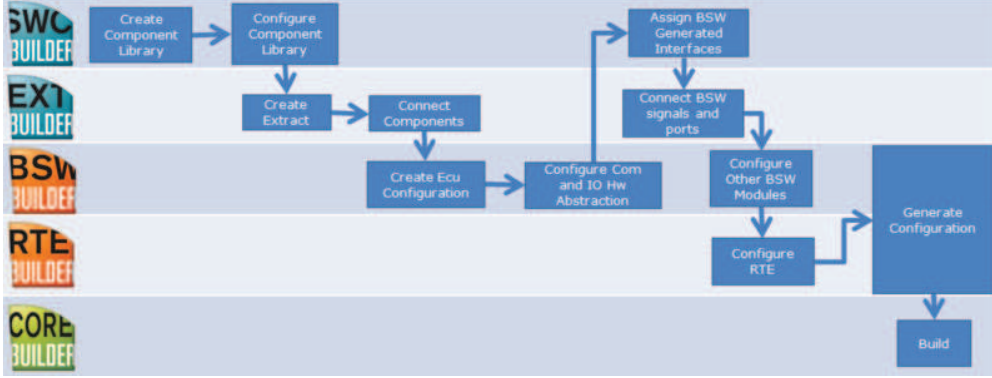 SWC
BUILDER
Create
Component
Library
Configure
Component
Library
Assign BSW
Generated
Interfaces
EXT
BUILDER
Create
Extract
Connect
Components
Connect BSW
signals and
ports
BSW
BUILDER
Create Ecu
Configuration
Configure Com
and IO Hw
Abstraction
Configure
Other BSW
Modules
Generate
Configuration
RTE
BUILDER
Configure
RTE
CORE
BUILDER
Build